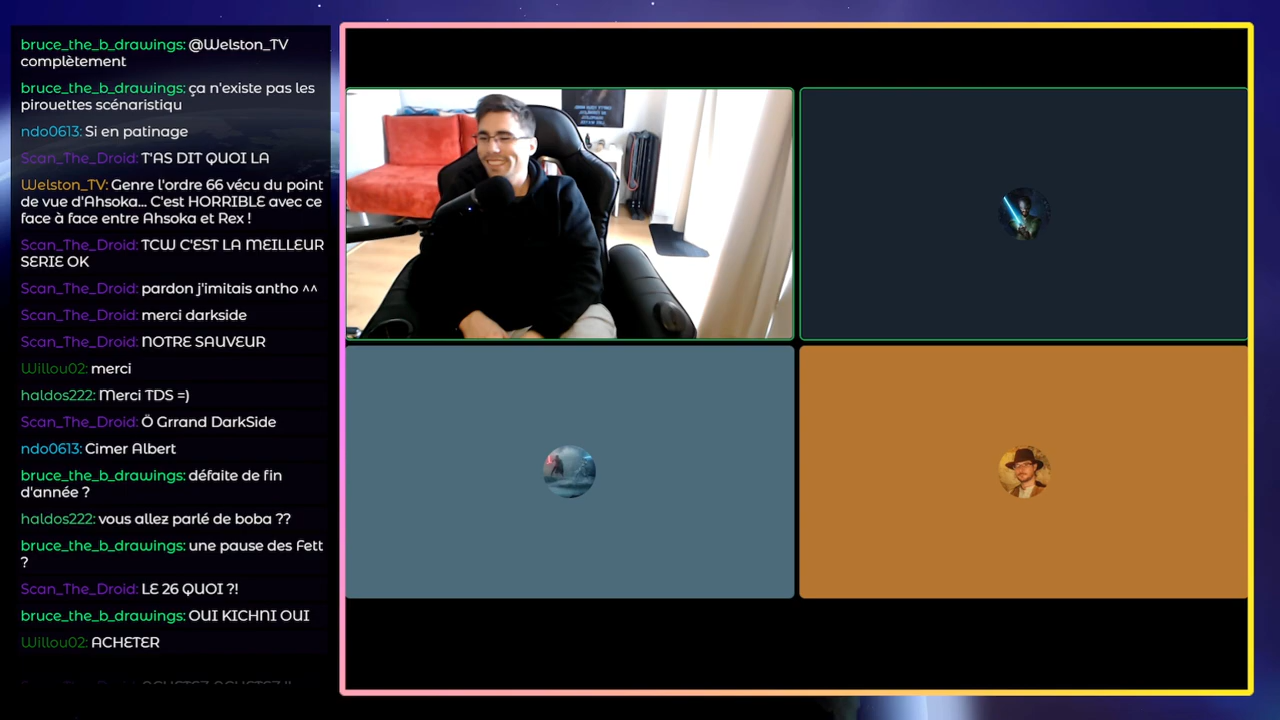 bruce_the_b_drawings: @Welston_TV
complètement
bruce_the_b_drawings: ça n'existe pas les
pirouettes scénaristiqu
ndo0613: Si en patinage
Scan_The_Droid: T'AS DIT QUOI LA
Welston_TV: Genre l'ordre 66 vécu du point
de vue d'Ahsoka... C'est HORRIBLE avec ce
face à face entre Ahsoka et Rex !
Scan_The_Droid: TCW C'EST LA MEILLEUR
SERIE OK
Scan_The_Droid: pardon j'imitais antho ^^
Scan_The_Droid: merci darkside
Scan_The_Droid: NOTRE SAUVEUR
Willou02: merci
haldos222: Merci TDS =)
Scan_The_Droid: Ö Grrand DarkSide
ndo0613: Cimer Albert
bruce_the_b_drawings: défaite de fin
d'année ?
haldos222: vous allez parlé de boba ??
bruce_the_b_drawings: une pause des Fett
?
Scan_The_Droid: LE 26 QUOI ?!
bruce_the_b_drawings: OUI KICHNI OUI
Willou02: ACHETER